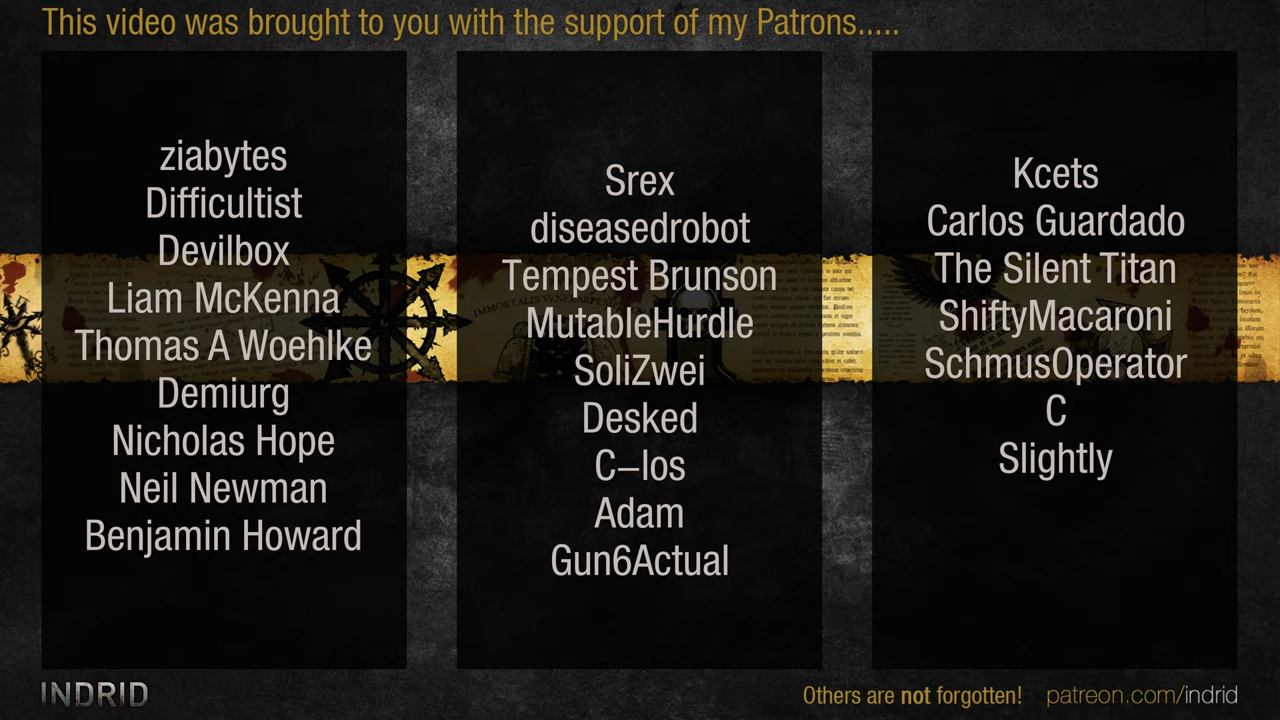 This video was brought to you with the support of my Patrons.....
ziabytes
Difficultist
Devilbox
Liam McKenna
Thomas A Woehlke
Demiurg
Nicholas Hope
Neil Newman
Benjamin Howard
Srex
diseasedrobot
Tempest Brunson
MutableHurdle
SoliZwei
Desked
C–los
Adam
Gun6Actual
Kcets
Carlos Guardado
The Silent Titan
ShiftyMacaroni
SchmusOperator
C
Slightly
INDRID
Others are not forgotten!
patreon.com/indrid